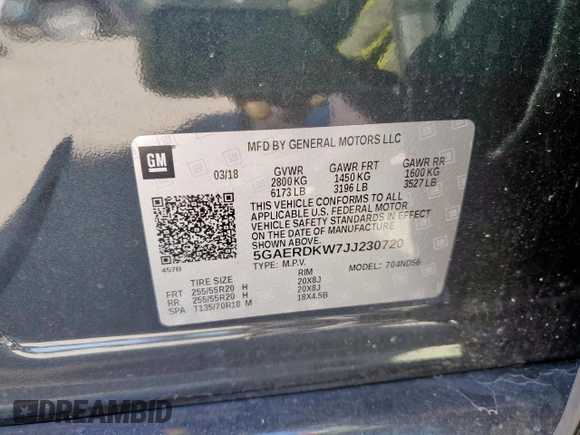 MFD BY GENERAL MOTORS LLC
GM
03/18
GVWR GAWR FRT GAWR RR
2800 KG 1450 KG 1600 KG
6173 LB 3196 LB 3527 LB
THIS VEHICLE CONFORMS TO ALL
APPLICABLE U.S. FEDERAL MOTOR
VEHICLE SAFETY STANDARDS IN EFFECT
ON THE DATE OF MANUFACTURE
SHOWN ABOVE.
5GAERDKW7JJ230720
TYPE: M.P.V. MODEL: 704ND56
457B
TIRE SIZE RIM
FRT 255/55R20 H 20X8J
RR 255/55R20 H 20X8J
SPA T135/70R18 M 18X4.5B
DREAMBID